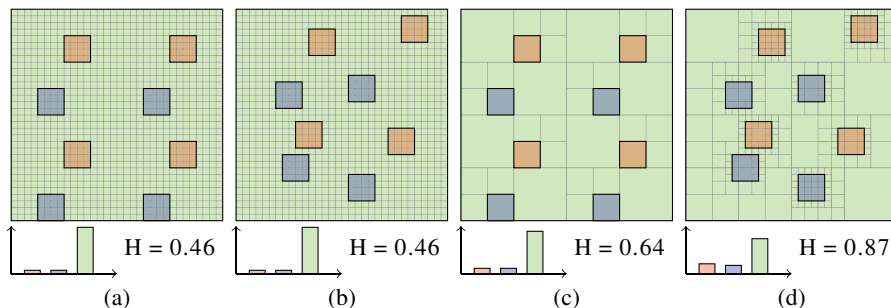 H = 0.46
H = 0.46
H = 0.64
H = 0.87
(a)
(b)
(c)
(d)